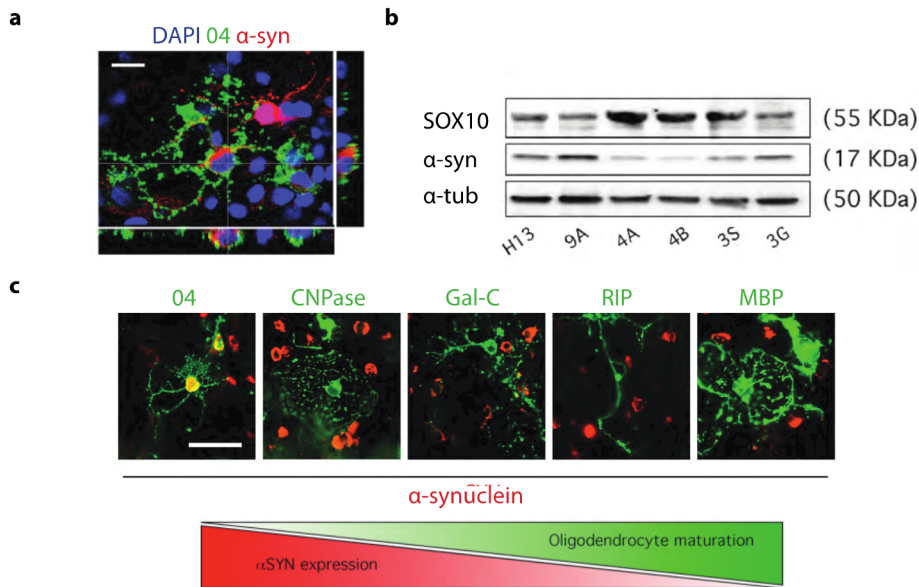 a
DAPI 04 α-syn
b
SOX10
(55 KDa)
α-syn
(17 KDa)
α-tub
(50 KDa)
H13 9A 4A 4B 3S 3G
c
04 CNPase Gal-C RIP MBP
α-synuclein
Oligodendrocyte maturation
αSYN expression